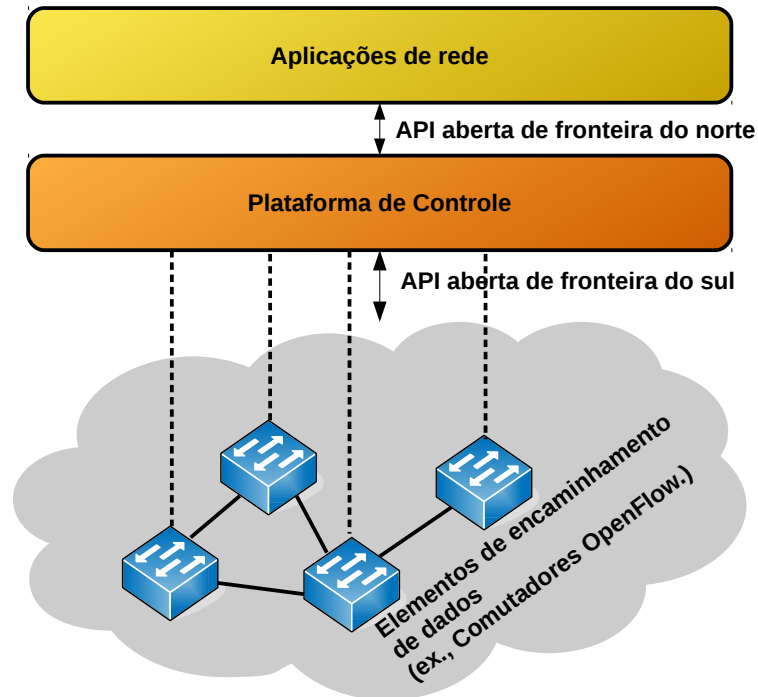 Aplicações de rede
API aberta de fronteira do norte
Plataforma de Controle
API aberta de fronteira do sul
Elementos de encaminhamento
de dados
(ex., Comutadores OpenFlow.)